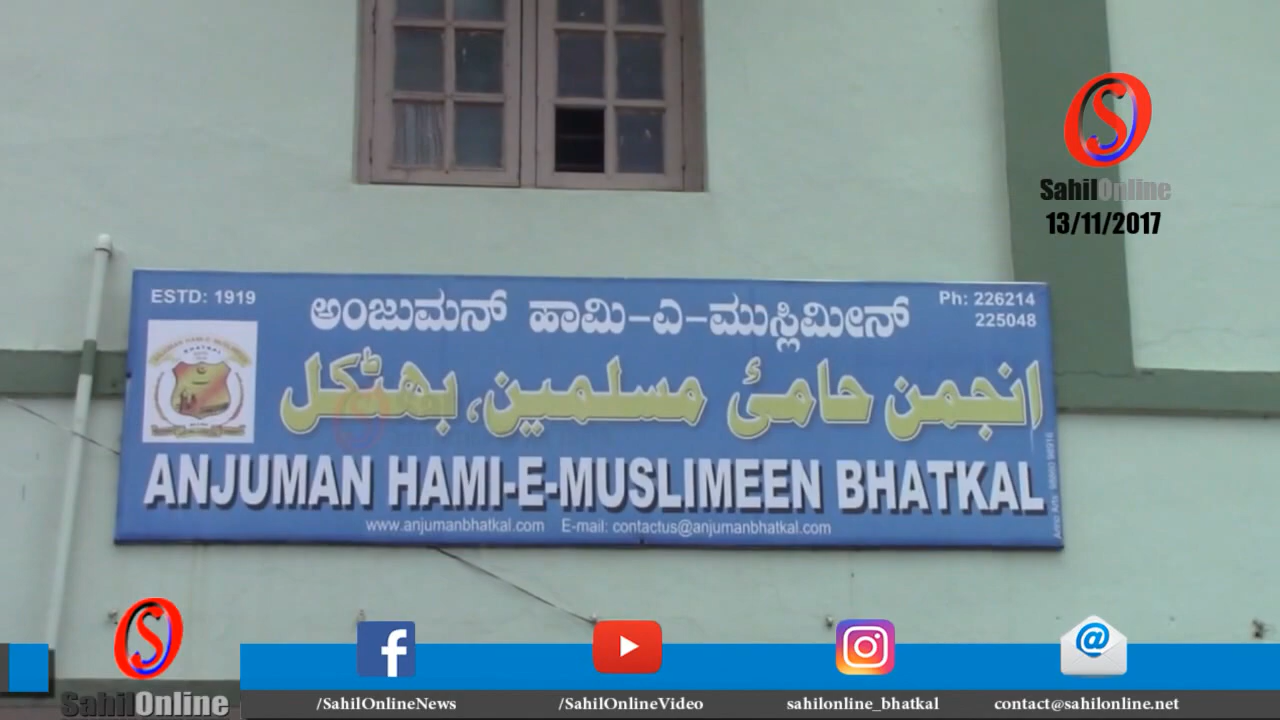 SahilOnline
13/11/2017
ESTD: 1919
ಅಂಜುಮನ್ ಹಾಮಿ-ಎ-ಮುಸ್ಲಿಮೀನ್
Ph: 226214
225048
انجمن حامئ مسلمین، بھٹکل
ANJUMAN HAMI-E-MUSLIMEEN BHATKAL
www.anjumanbhatkal.com E-mail: contactus@anjumanbhatkal.com
BHATKAL
SahilOnline
/SahilOnlineNews
/SahilOnlineVideo
sahilonline_bhatkal
contact@sahilonline.net